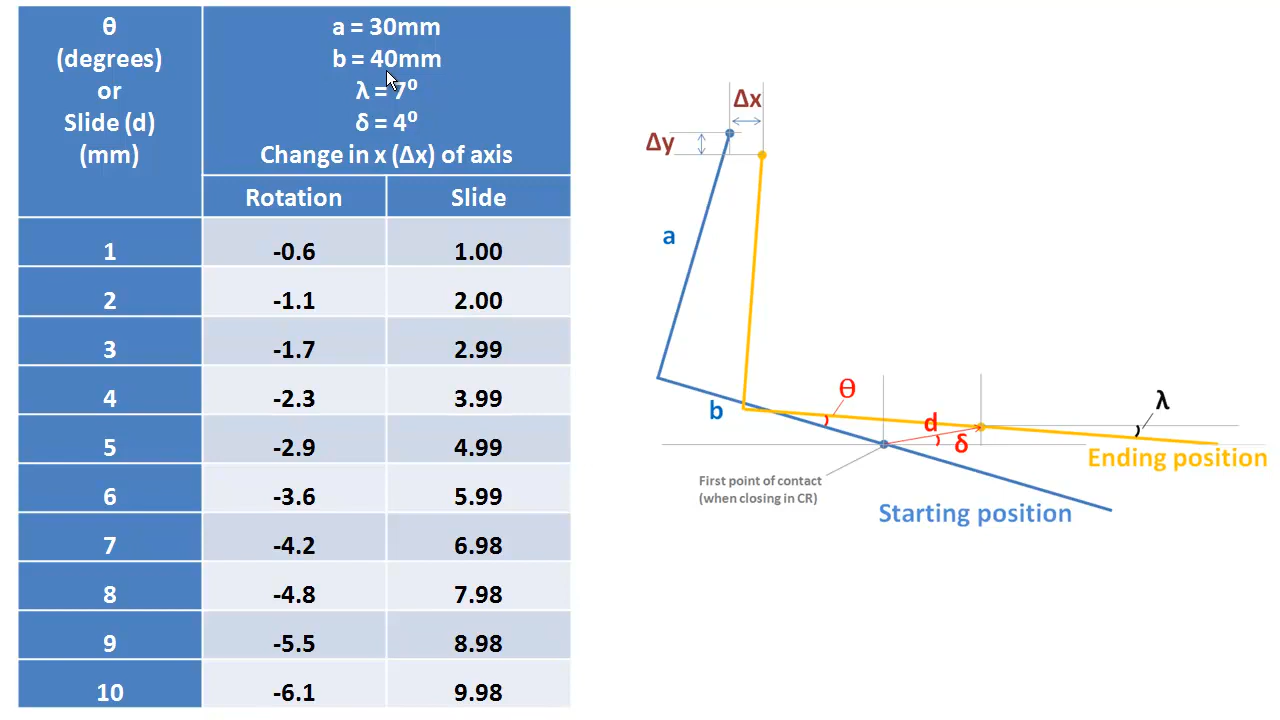 θ
(degrees)
or
Slide (d)
(mm)
a = 30mm
b = 40mm
λ = 7⁰
δ = 4⁰
Change in x (Δx) of axis
Rotation Slide
1 -0.6 1.00
2 -1.1 2.00
3 -1.7 2.99
4 -2.3 3.99
5 -2.9 4.99
6 -3.6 5.99
7 -4.2 6.98
8 -4.8 7.98
9 -5.5 8.98
10 -6.1 9.98
Δx
Δy
a
b
θ
d
δ
λ
First point of contact
(when closing in CR)
Ending position
Starting position